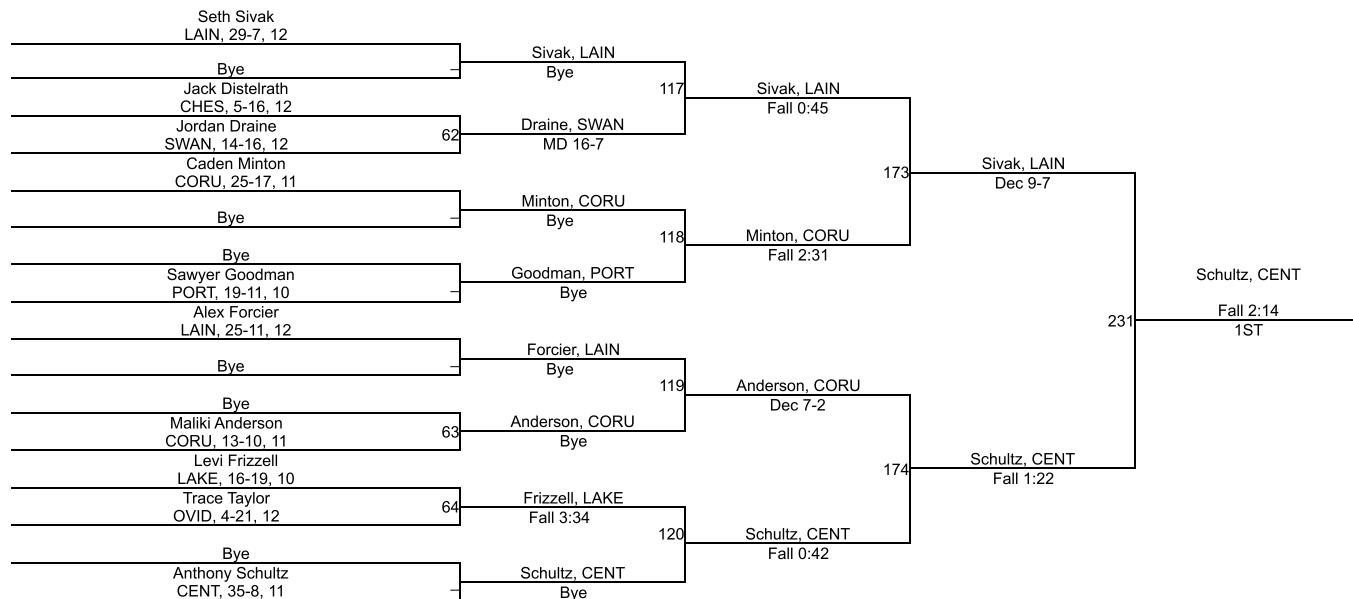 Seth Sivak
LAIN, 29-7, 12
Bye
Jack Distelrath
CHES, 5-16, 12
Jordan Draine
SWAN, 14-16, 12
Caden Minton
CORU, 25-17, 11
Bye
Bye
Sawyer Goodman
PORT, 19-11, 10
Alex Forcier
LAIN, 25-11, 12
Bye
Bye
Maliki Anderson
CORU, 13-10, 11
Levi Frizzell
LAKE, 16-19, 10
Trace Taylor
OVID, 4-21, 12
Bye
Anthony Schultz
CENT, 35-8, 11
–
62
–
–
–
63
64
–
Sivak, LAIN
Bye
Draine, SWAN
MD 16-7
Minton, CORU
Bye
Goodman, PORT
Bye
Forcier, LAIN
Bye
Anderson, CORU
Bye
Frizzell, LAKE
Fall 3:34
Schultz, CENT
Bye
117
118
119
120
Sivak, LAIN
Fall 0:45
Minton, CORU
Fall 2:31
Anderson, CORU
Dec 7-2
Schultz, CENT
Fall 0:42
173
174
Sivak, LAIN
Dec 9-7
Schultz, CENT
Fall 1:22
231
Schultz, CENT
Fall 2:14
1ST